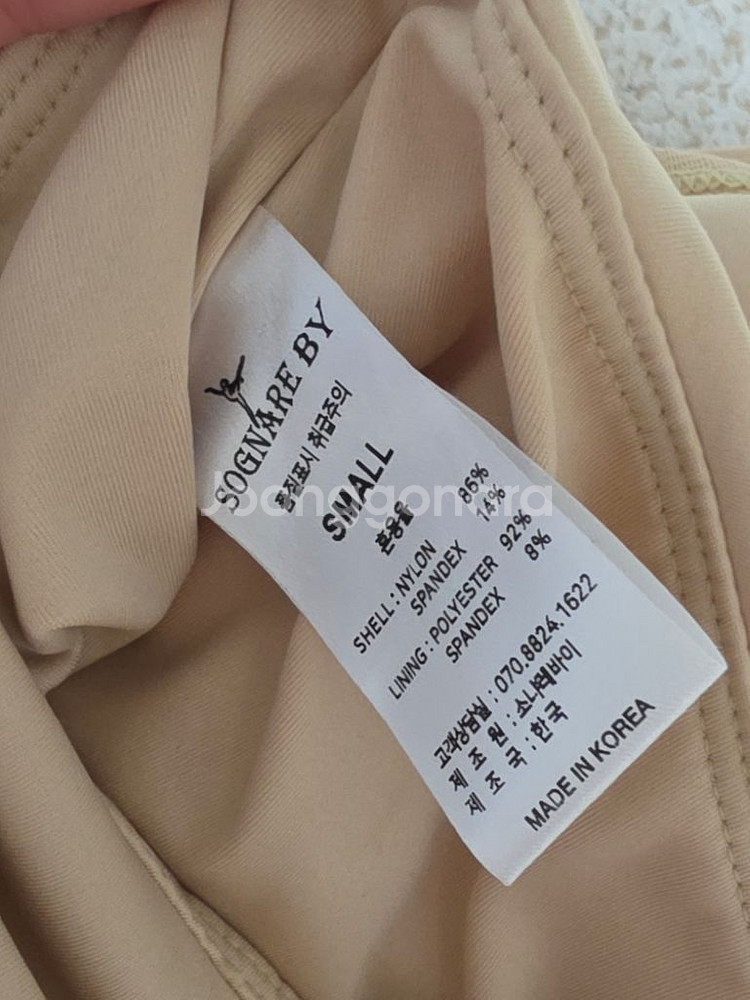 SOGNARE BY
품질표시 취급주의
SMALL
혼용율
SHELL : NYLON 86%
SPANDEX 14%
LINING : POLYESTER 92%
SPANDEX 8%
고객상담실 : 070.8824.1622
제 조 원 : 소냐레바이
제 조 국 : 한국
MADE IN KOREA
Joonggonara